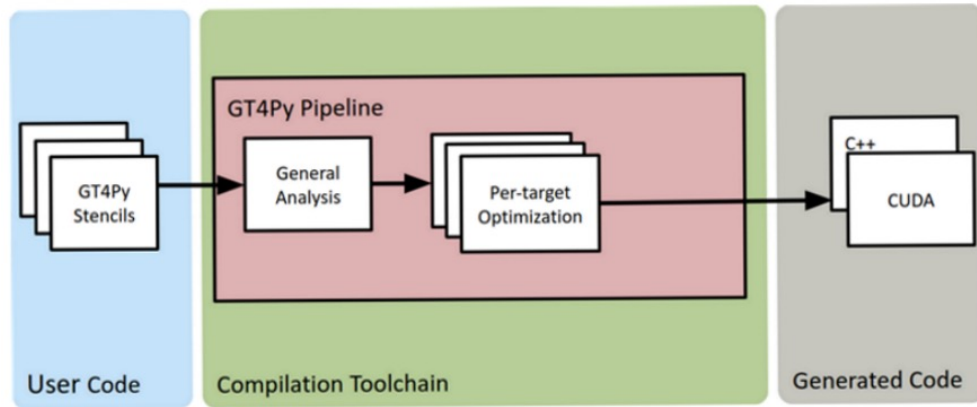 GT4Py Pipeline
GT4Py
Stencils
General
Analysis
Per-target
Optimization
C++
CUDA
User Code
Compilation Toolchain
Generated Code